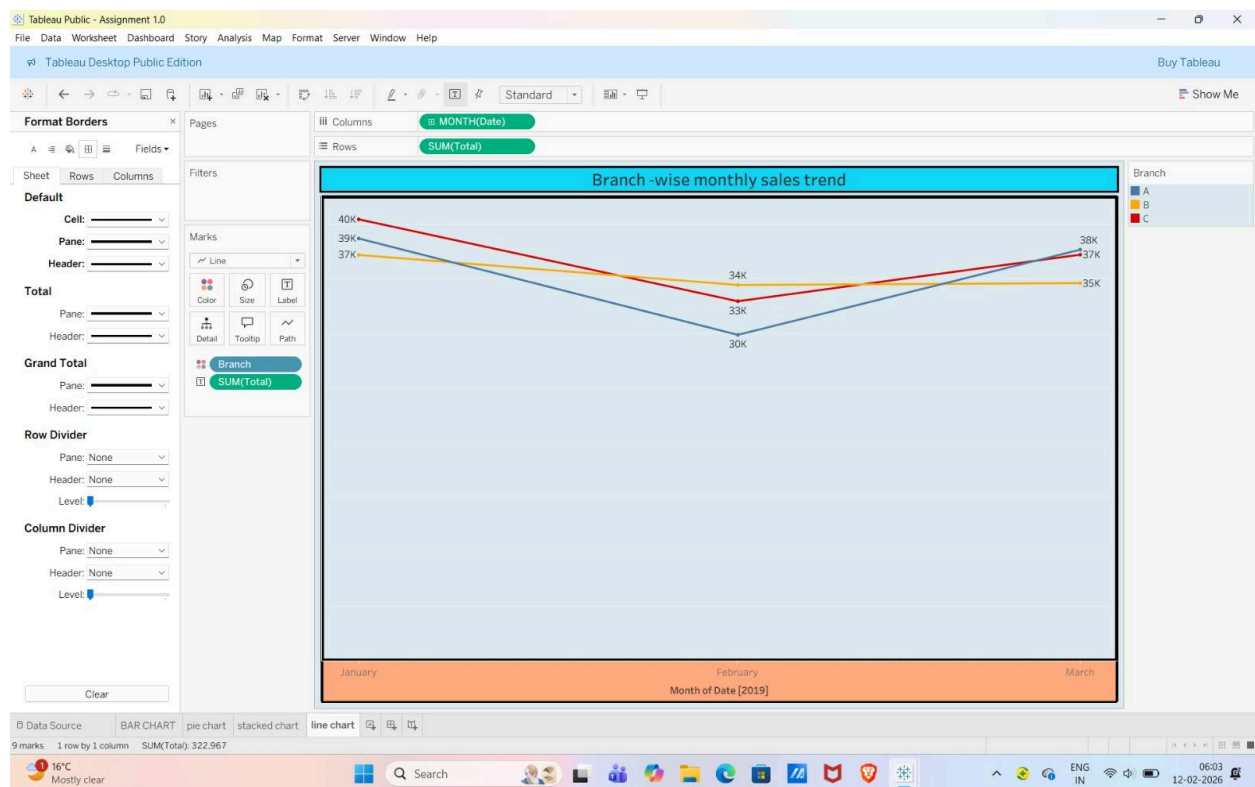 Tableau Public - Assignment 1.0
File Data Worksheet Dashboard Story Analysis Map Format Server Window Help
Tableau Desktop Public Edition
Buy Tableau
Standard
Show Me
Format Borders
Fields
Sheet Rows Columns
Default
Cell:
Pane:
Header:
Total
Pane:
Header:
Grand Total
Pane:
Header:
Row Divider
Pane: None
Header: None
Level:
Column Divider
Pane: None
Header: None
Level:
Clear
Pages
Filters
Marks
Line
Color Size Label
Detail Tooltip Path
Branch
SUM(Total)
Columns MONTH(Date)
Rows SUM(Total)
Branch -wise monthly sales trend
40K
39K
37K
34K
33K
30K
38K
37K
35K
January February March
Month of Date [2019]
Branch
A
B
C
Data Source BAR CHART pie chart stacked chart line chart
9 marks 1 row by 1 column SUM(Total): 322,967
1
16°C
Mostly clear
Search
ENG
IN
06:03
12-02-2026